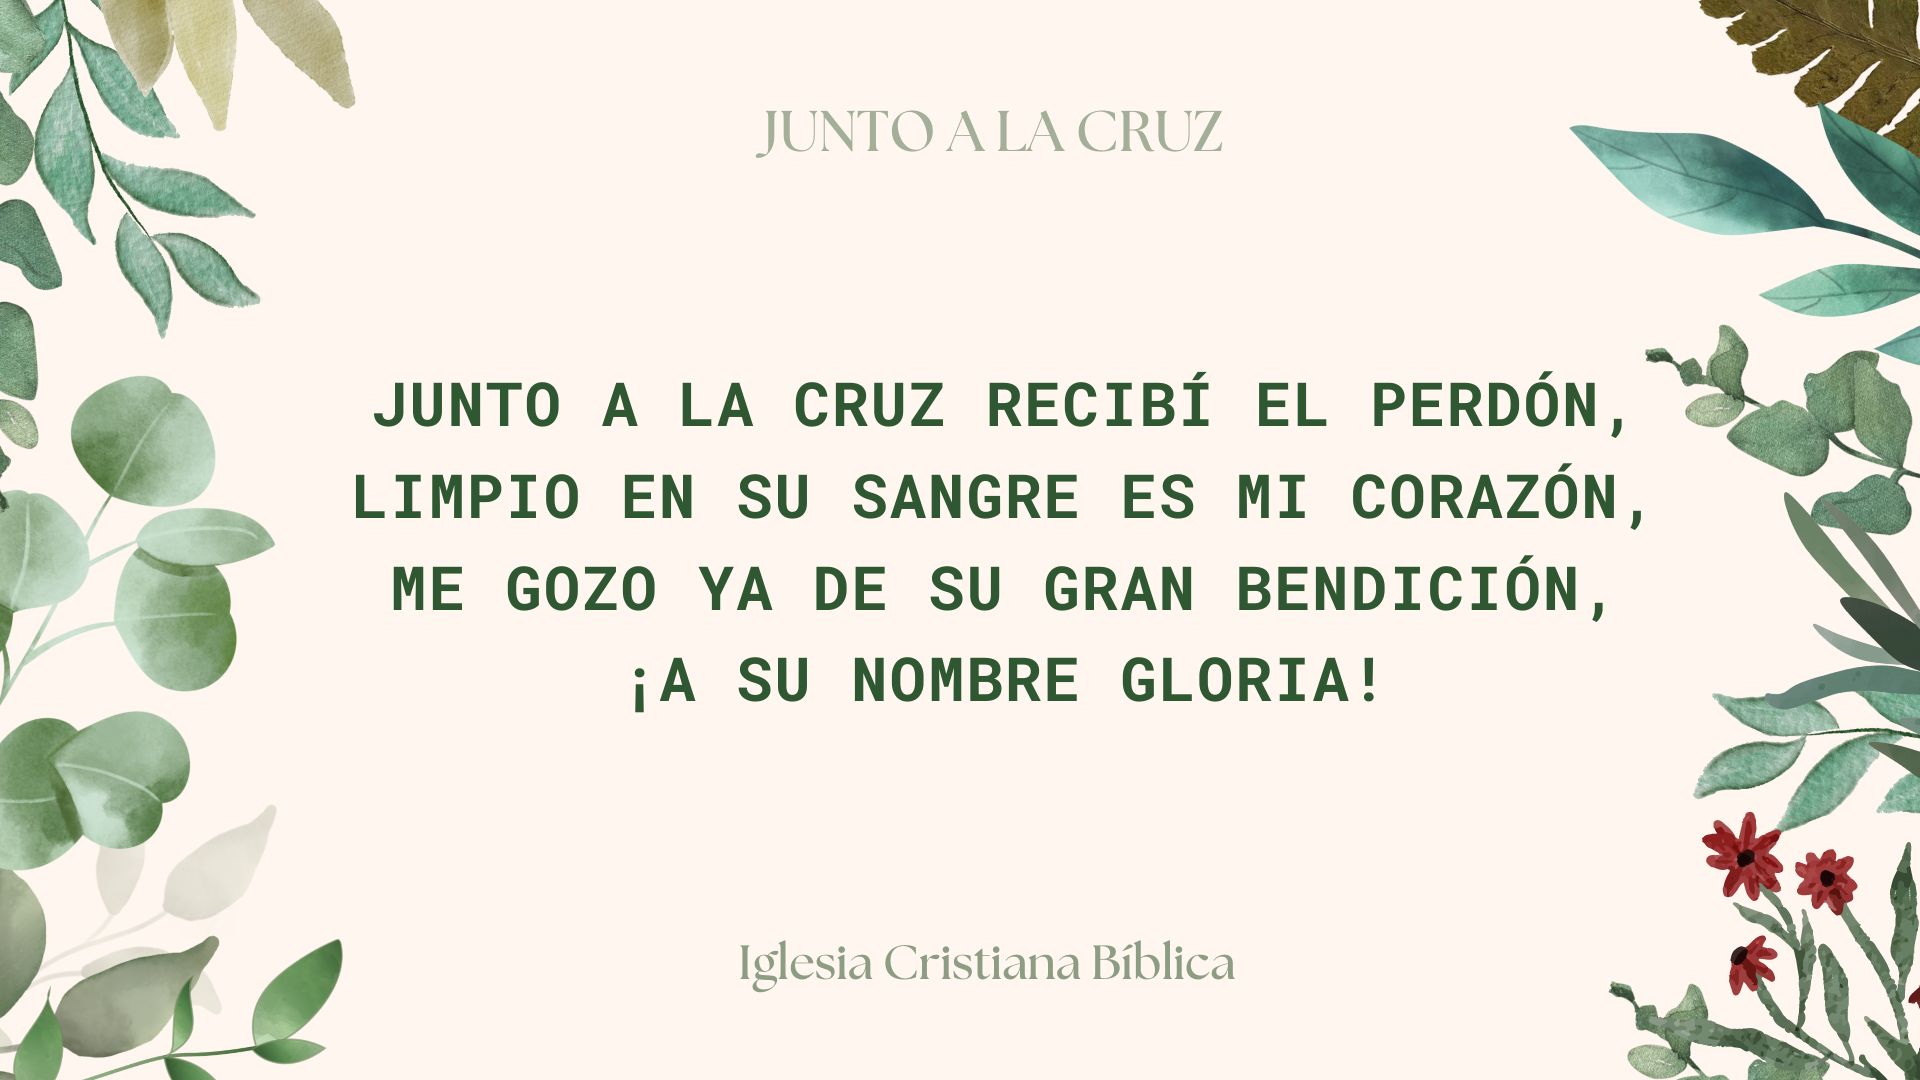 JUNTO A LA CRUZ
JUNTO A LA CRUZ RECIBÍ EL PERDÓN,
LIMPIO EN SU SANGRE ES MI CORAZÓN,
ME GOZO YA DE SU GRAN BENDICIÓN,
¡A SU NOMBRE GLORIA!
Iglesia Cristiana Bíblica